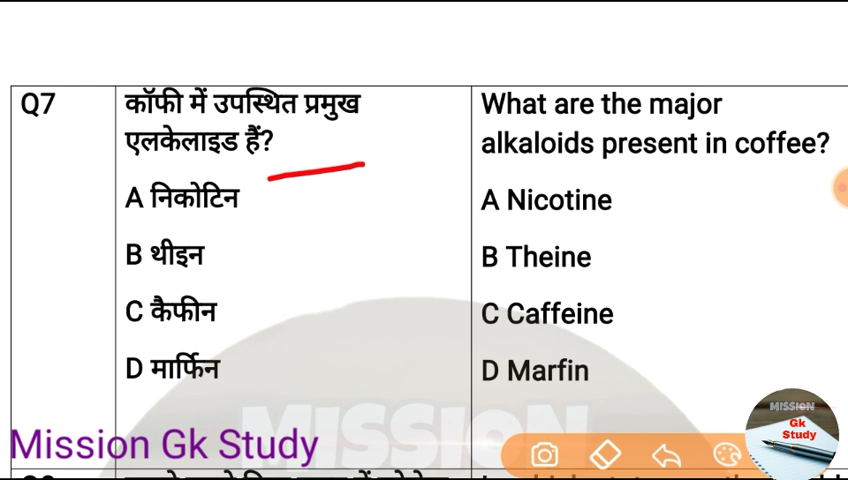 Q7
कॉफी में उपस्थित प्रमुख
एलकेलाइड हैं?
A निकोटिन
B थीइन
C कैफीन
D मार्फिन
What are the major
alkaloids present in coffee?
A Nicotine
B Theine
C Caffeine
D Marfin
MISSION
Mission Gk Study
MISSION
Gk
Study